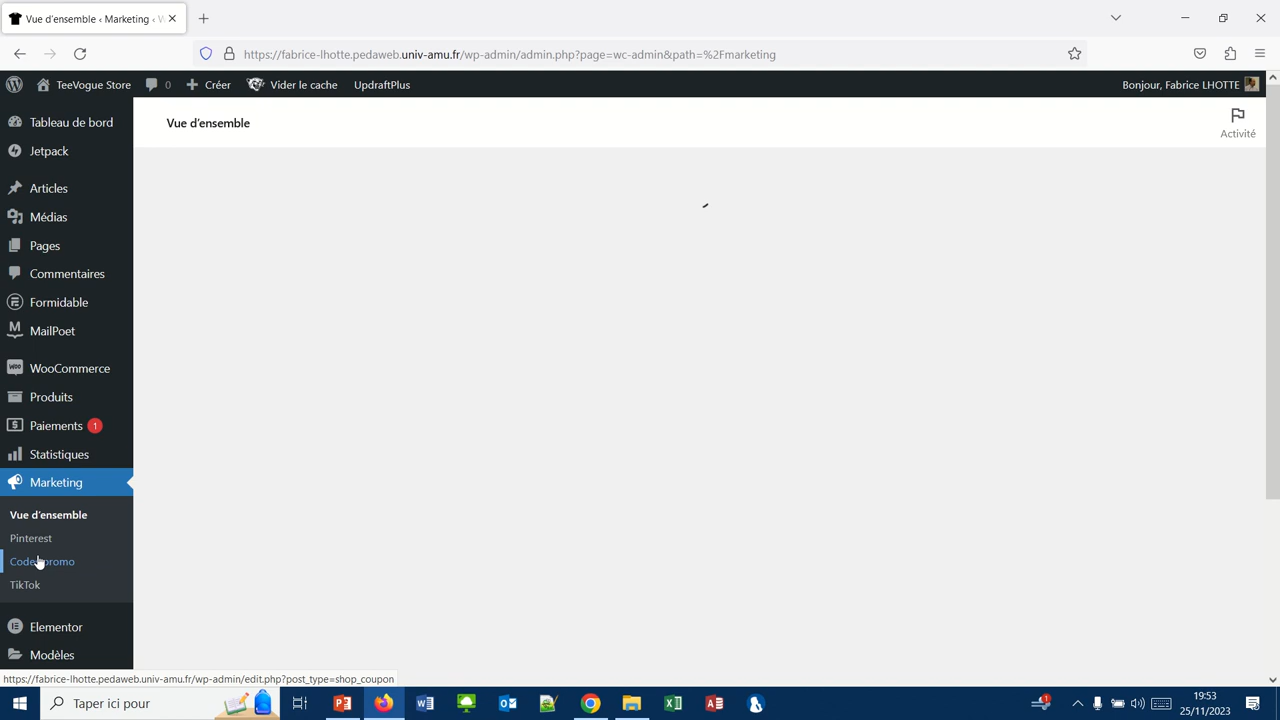 Vue d'ensemble ‹ Marketing ‹ W
https://fabrice-lhotte.pedaweb.univ-amu.fr/wp-admin/admin.php?page=wc-admin&path=%2Fmarketing
TeeVogue Store
0
Créer
Vider le cache
UpdraftPlus
Bonjour, Fabrice LHOTTE
Tableau de bord
Vue d'ensemble
Activité
Jetpack
Articles
Médias
Pages
Commentaires
Formidable
MailPoet
WooCommerce
Produits
Paiements 1
Statistiques
Marketing
Vue d'ensemble
Pinterest
Codes promo
TikTok
Elementor
Modèles
https://fabrice-lhotte.pedaweb.univ-amu.fr/wp-admin/edit.php?post_type=shop_coupon
Taper ici pour
19:53
25/11/2023